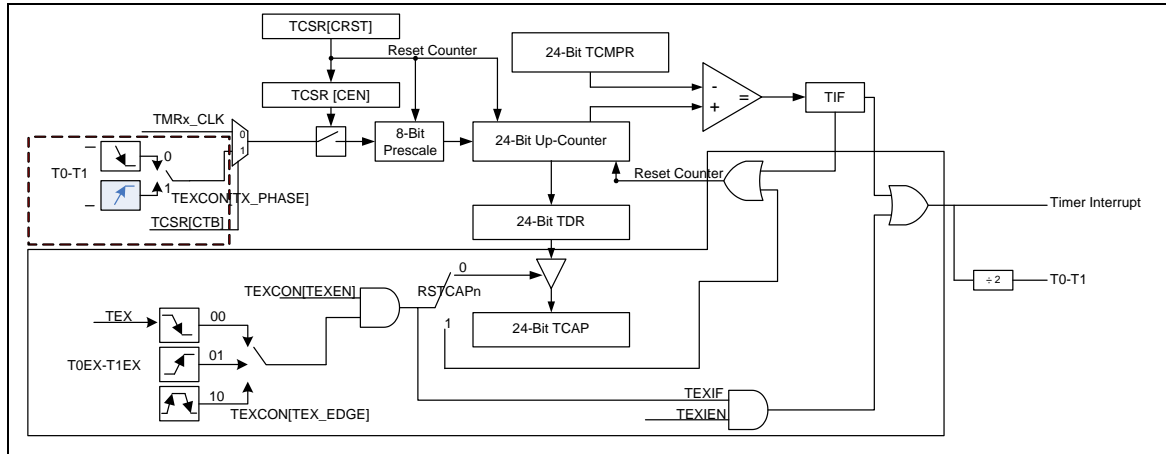 TCSR[CRST]
Reset Counter
24-Bit TCMPR
TCSR [CEN]
-
+
=
TIF
TMRx_CLK
0
1
8-Bit
Prescale
24-Bit Up-Counter
T0-T1
0
1
TEXCON[TX_PHASE]
TCSR[CTB]
Reset Counter
24-Bit TDR
Timer Interrupt
÷ 2
T0-T1
TEXCON[TEXEN]
RSTCAPn
0
1
24-Bit TCAP
TEX
00
T0EX-T1EX
01
10
TEXCON[TEX_EDGE]
TEXIF
TEXIEN